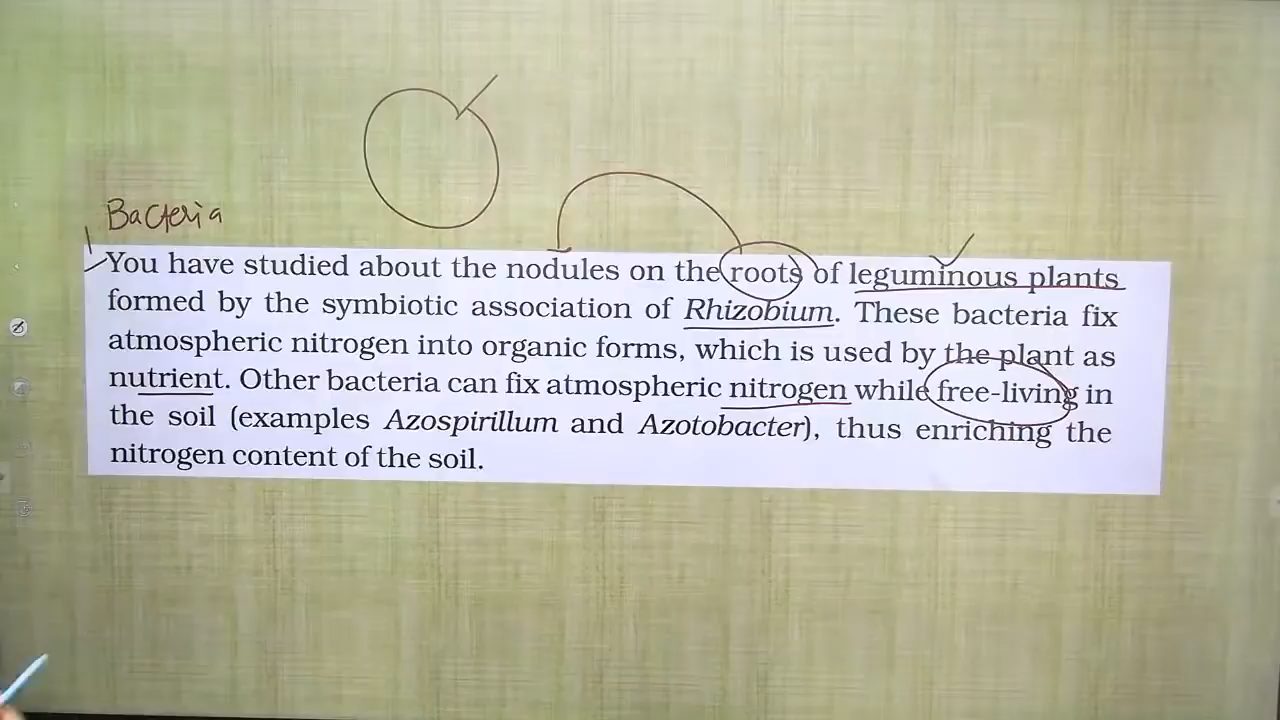 Bacteria
You have studied about the nodules on the roots of leguminous plants
formed by the symbiotic association of Rhizobium. These bacteria fix
atmospheric nitrogen into organic forms, which is used by the plant as
nutrient. Other bacteria can fix atmospheric nitrogen while free-living in
the soil (examples Azospirillum and Azotobacter), thus enriching the
nitrogen content of the soil.